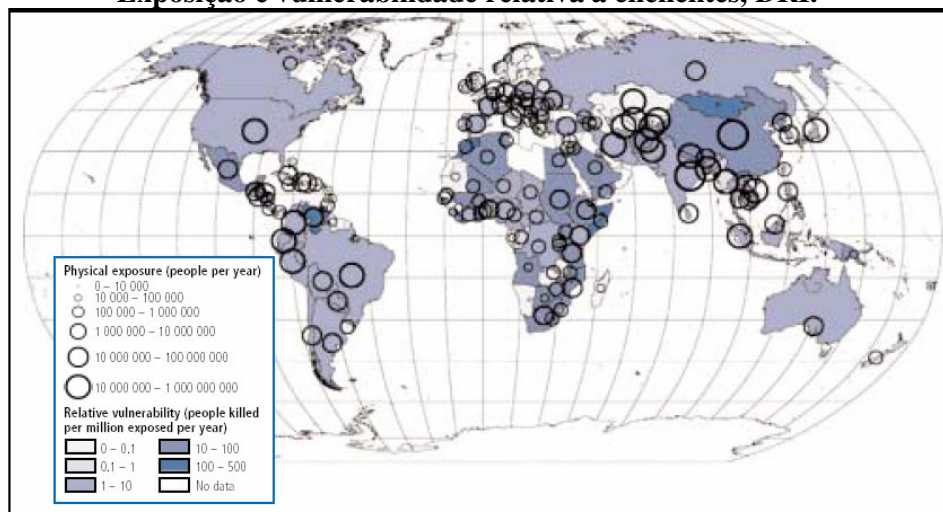 Exposição e vulnerabilidade relativa a enchentes, DRI.
Physical exposure (people per year)
0 – 10 000
10 000 – 100 000
100 000 – 1 000 000
1 000 000 – 10 000 000
10 000 000 – 100 000 000
10 000 000 – 1 000 000 000
Relative vulnerability (people killed
per million exposed per year)
0 – 0.1
10 – 100
0.1 – 1
100 – 500
1 – 10
No data